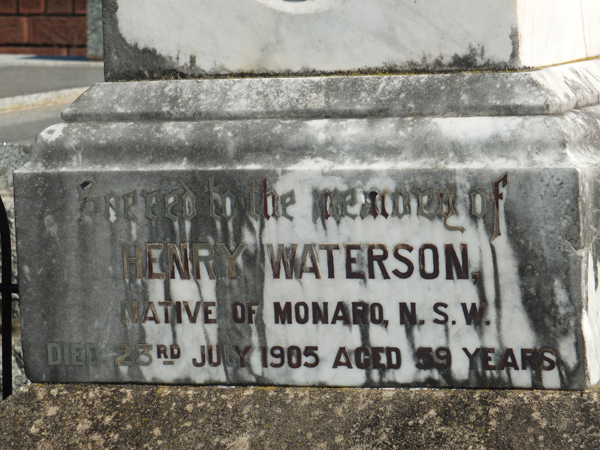 Sacred to the memory of
HENRY WATERSON,
NATIVE OF MONARO, N.S.W.
DIED 23RD JULY 1905 AGED 59 YEARS